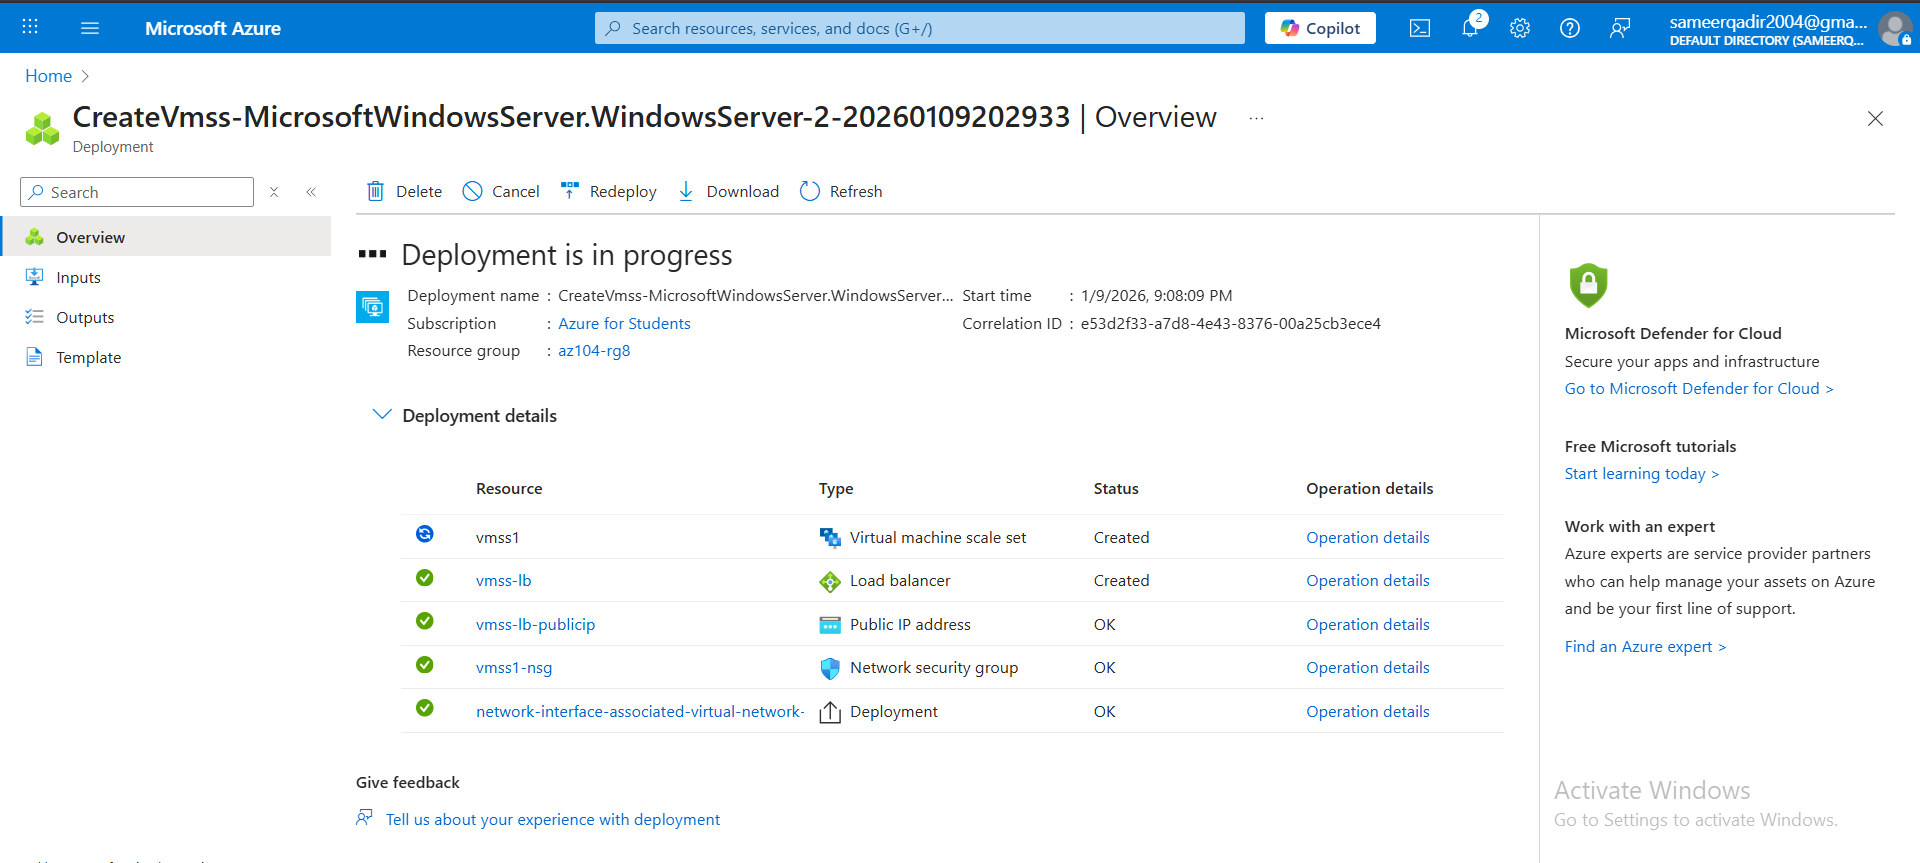 Microsoft Azure
Search resources, services, and docs (G+/)
Copilot
2
sameerqadir2004@gma...
DEFAULT DIRECTORY (SAMEERQ...
Home
CreateVmss-MicrosoftWindowsServer.WindowsServer-2-20260109202933 | Overview
...
Deployment
Search
Delete
Cancel
Redeploy
Download
Refresh
Overview
Inputs
Outputs
Template
Deployment is in progress
Deployment name : CreateVmss-MicrosoftWindowsServer.WindowsServer...
Subscription : Azure for Students
Resource group : az104-rg8
Start time : 1/9/2026, 9:08:09 PM
Correlation ID : e53d2f33-a7d8-4e43-8376-00a25cb3ece4
Deployment details
Resource Type Status Operation details
vmss1 Virtual machine scale set Created Operation details
vmss-lb Load balancer Created Operation details
vmss-lb-publicip Public IP address OK Operation details
vmss1-nsg Network security group OK Operation details
network-interface-associated-virtual-network- Deployment OK Operation details
Give feedback
Tell us about your experience with deployment
Microsoft Defender for Cloud
Secure your apps and infrastructure
Go to Microsoft Defender for Cloud >
Free Microsoft tutorials
Start learning today >
Work with an expert
Azure experts are service provider partners
who can help manage your assets on Azure
and be your first line of support.
Find an Azure expert >
Activate Windows
Go to Settings to activate Windows.